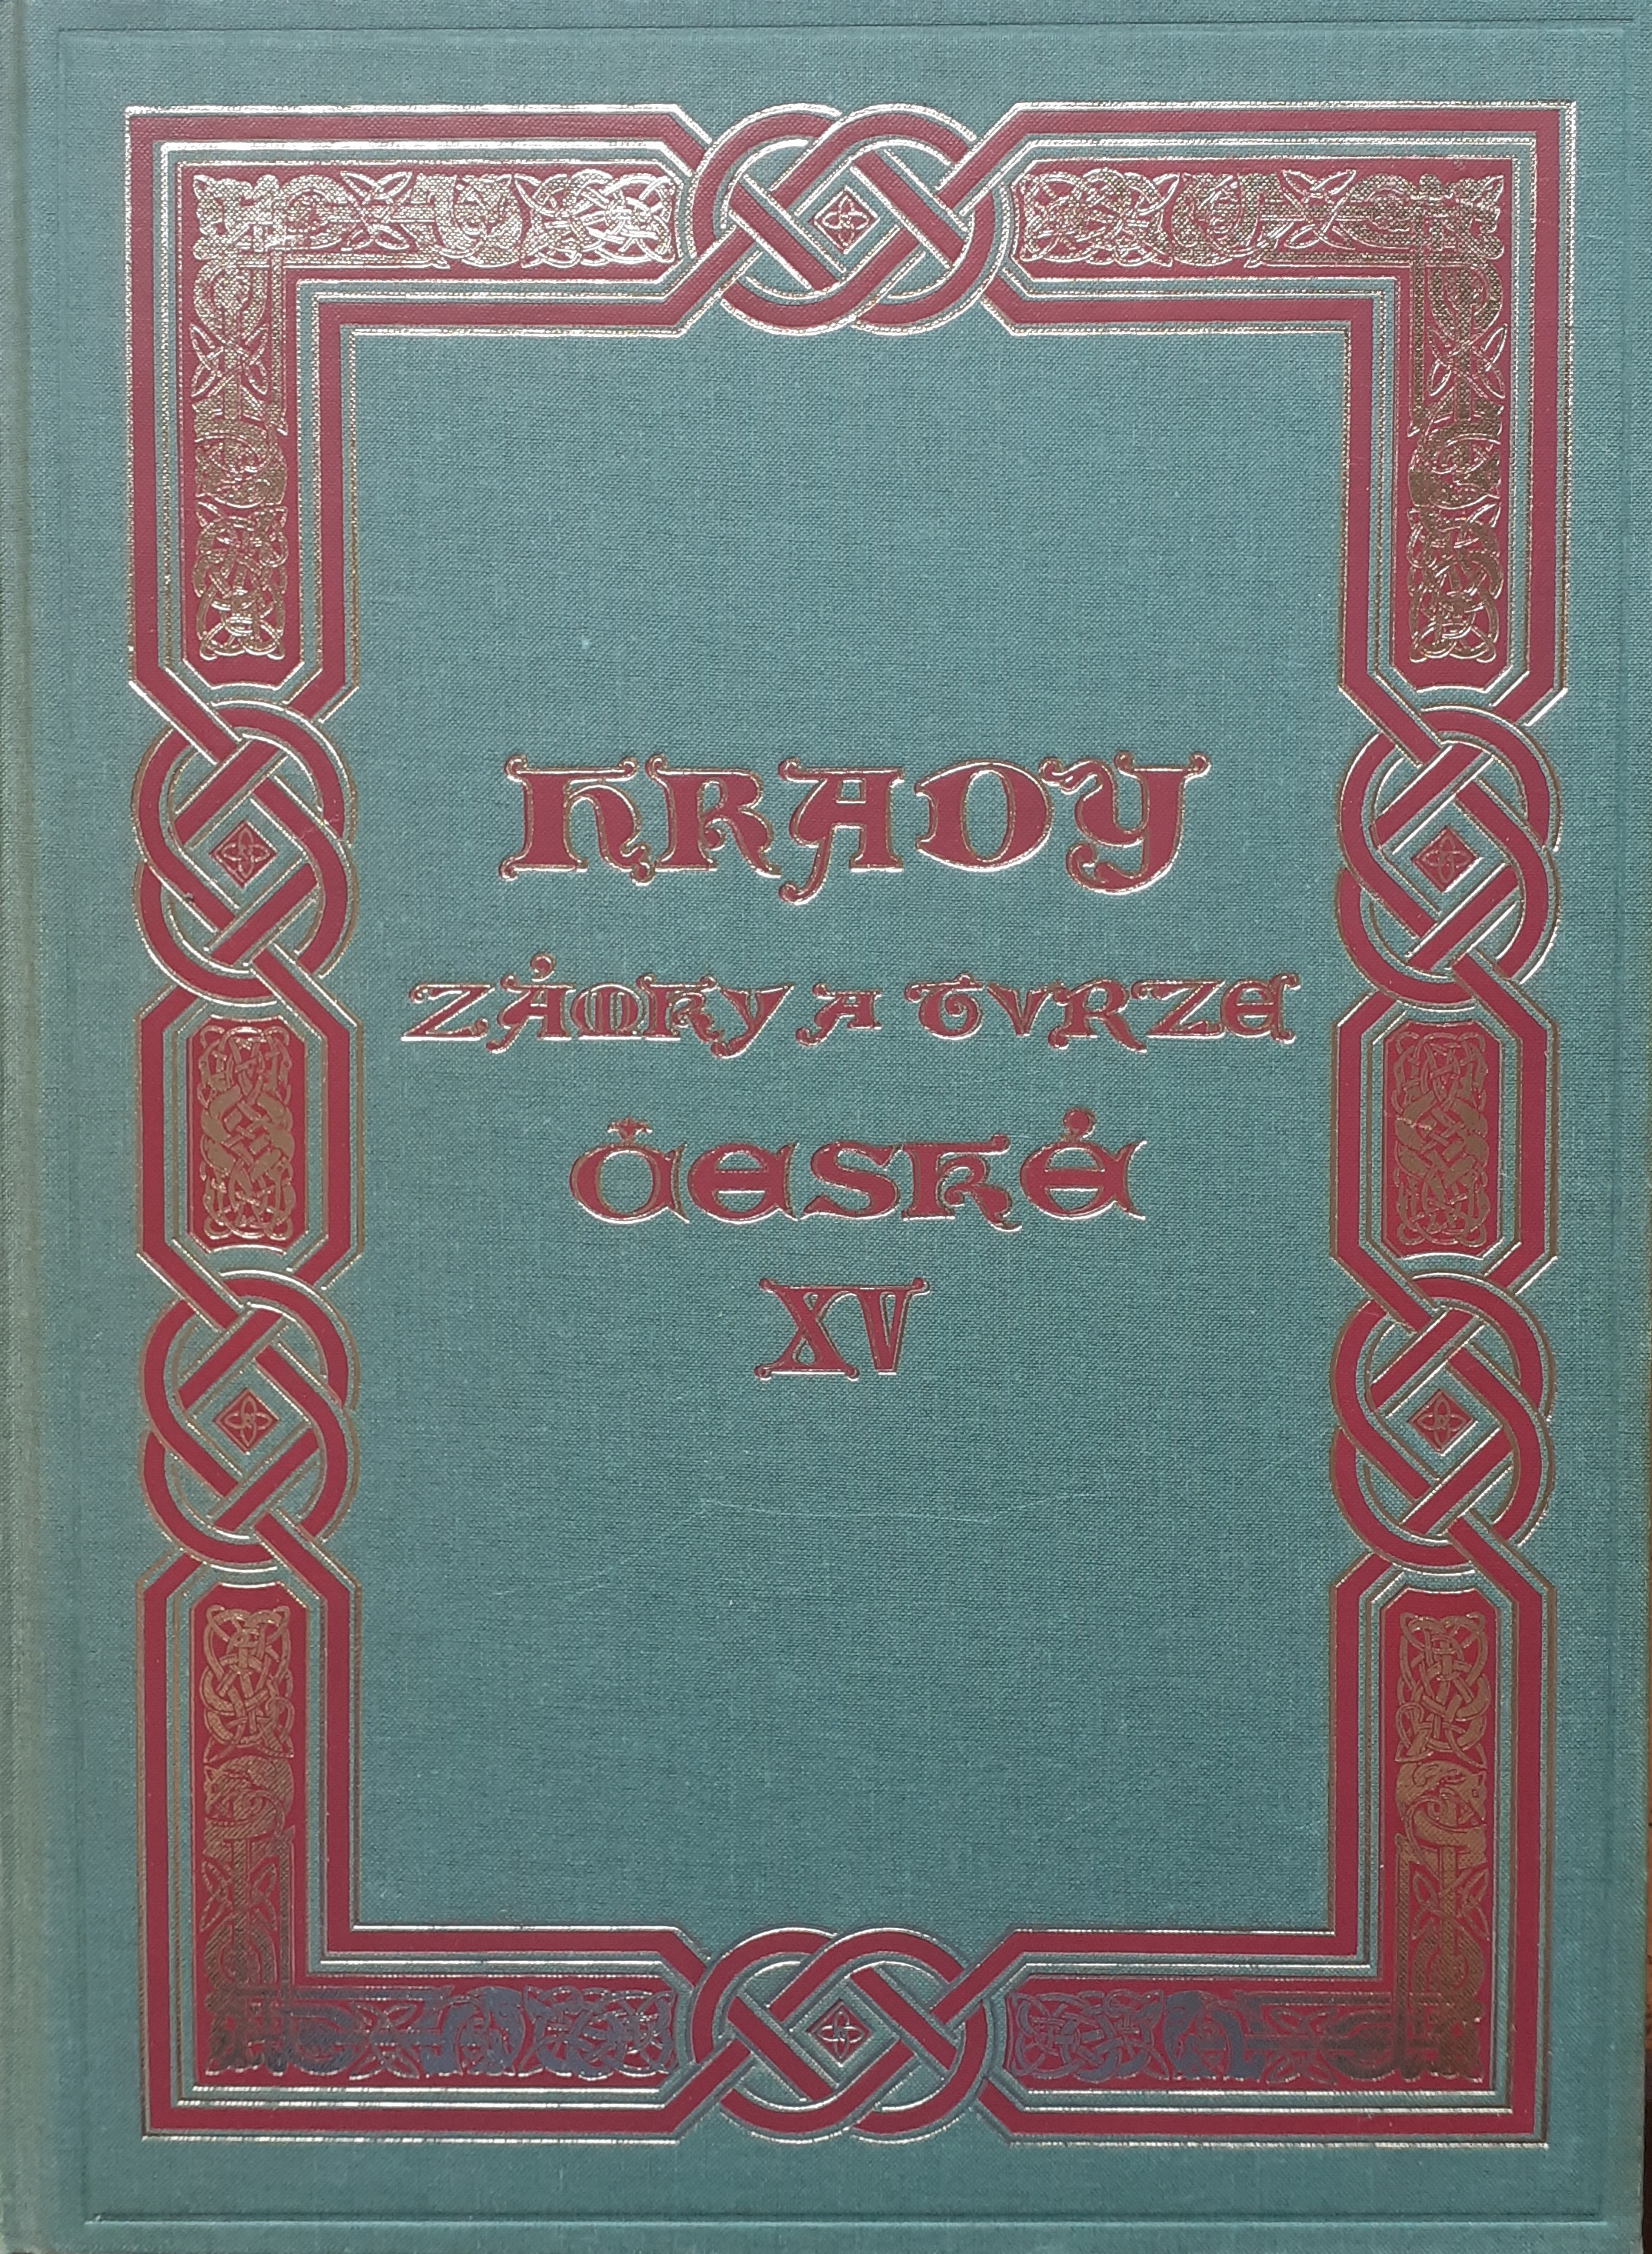 HRADY
ZÁMKY A TVRZE
ČESKÉ
XV